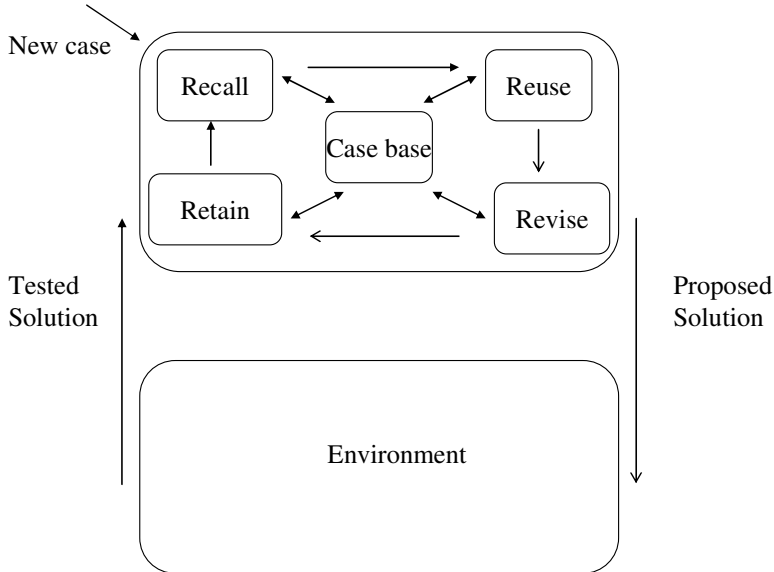 New case
Recall
Reuse
Case base
Retain
Revise
Tested
Solution
Proposed
Solution
Environment